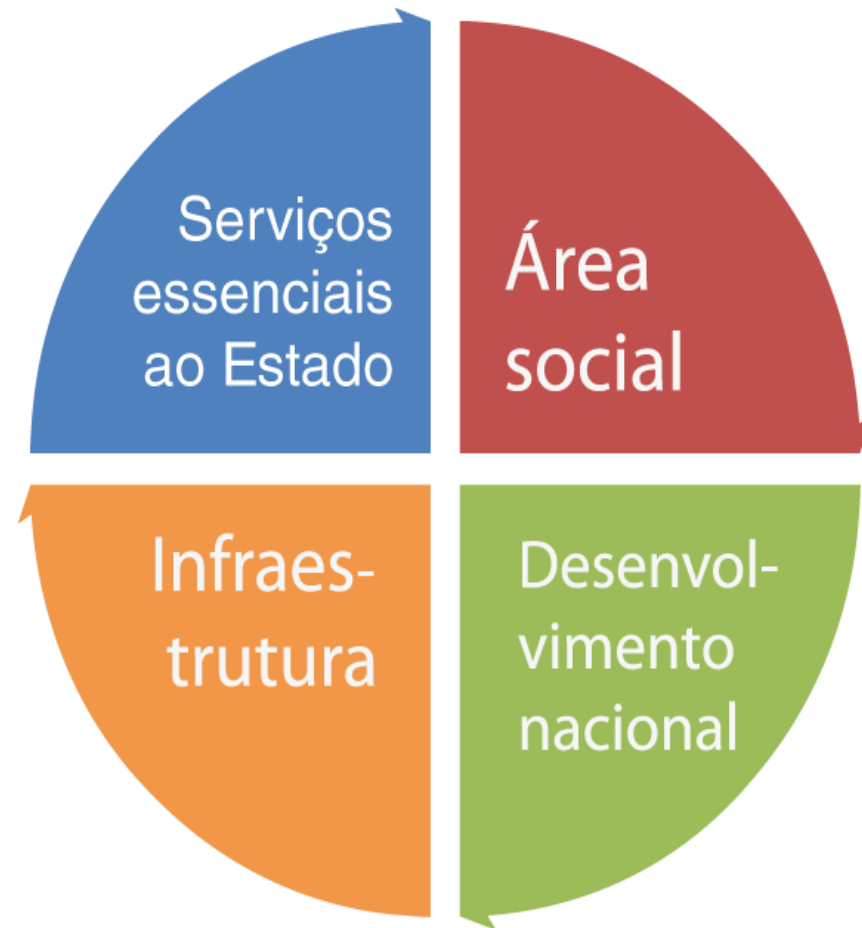 Serviços
essenciais
ao Estado
Área
social
Infraes-
trutura
Desenvol-
vimento
nacional